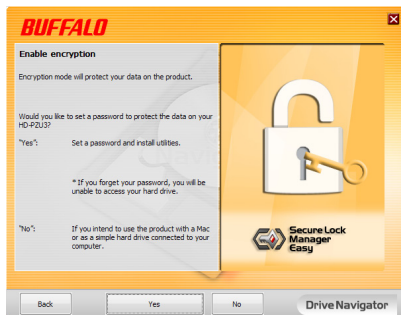 BUFFALO
Enable encryption
Encryption mode will protect your data on the product.
Would you like to set a password to protect the data on your
HD-PZU3?
"Yes": Set a password and install utilities.
* If you forget your password, you will be
unable to access your hard drive.
"No": If you intend to use the product with a Mac
or as a simple hard drive connected to your
computer.
Secure Lock
Manager
Easy
Back Yes No DriveNavigator